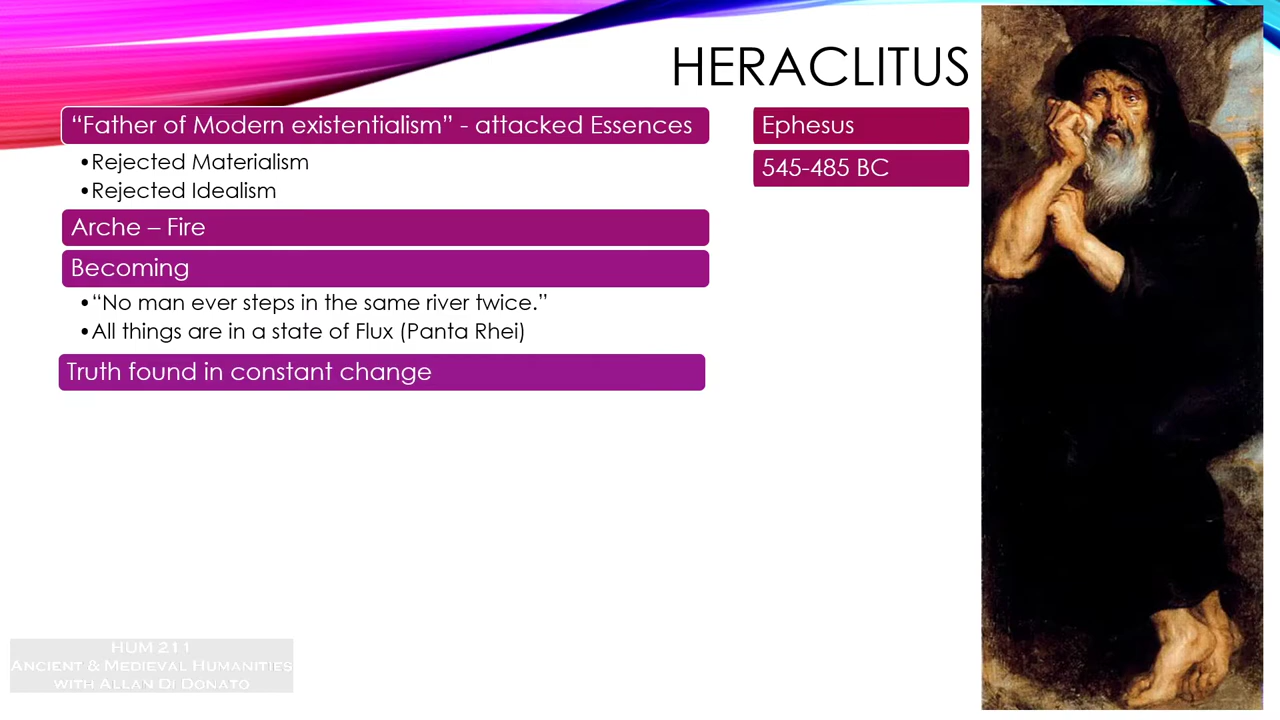 HERACLITUS
“Father of Modern existentialism” - attacked Essences
•Rejected Materialism
•Rejected Idealism
Arche – Fire
Becoming
•“No man ever steps in the same river twice.”
•All things are in a state of Flux (Panta Rhei)
Truth found in constant change
Ephesus
545-485 BC
HUM 211
ANCIENT & MEDIEVAL HUMANITIES
WITH ALLAN DI DONATO